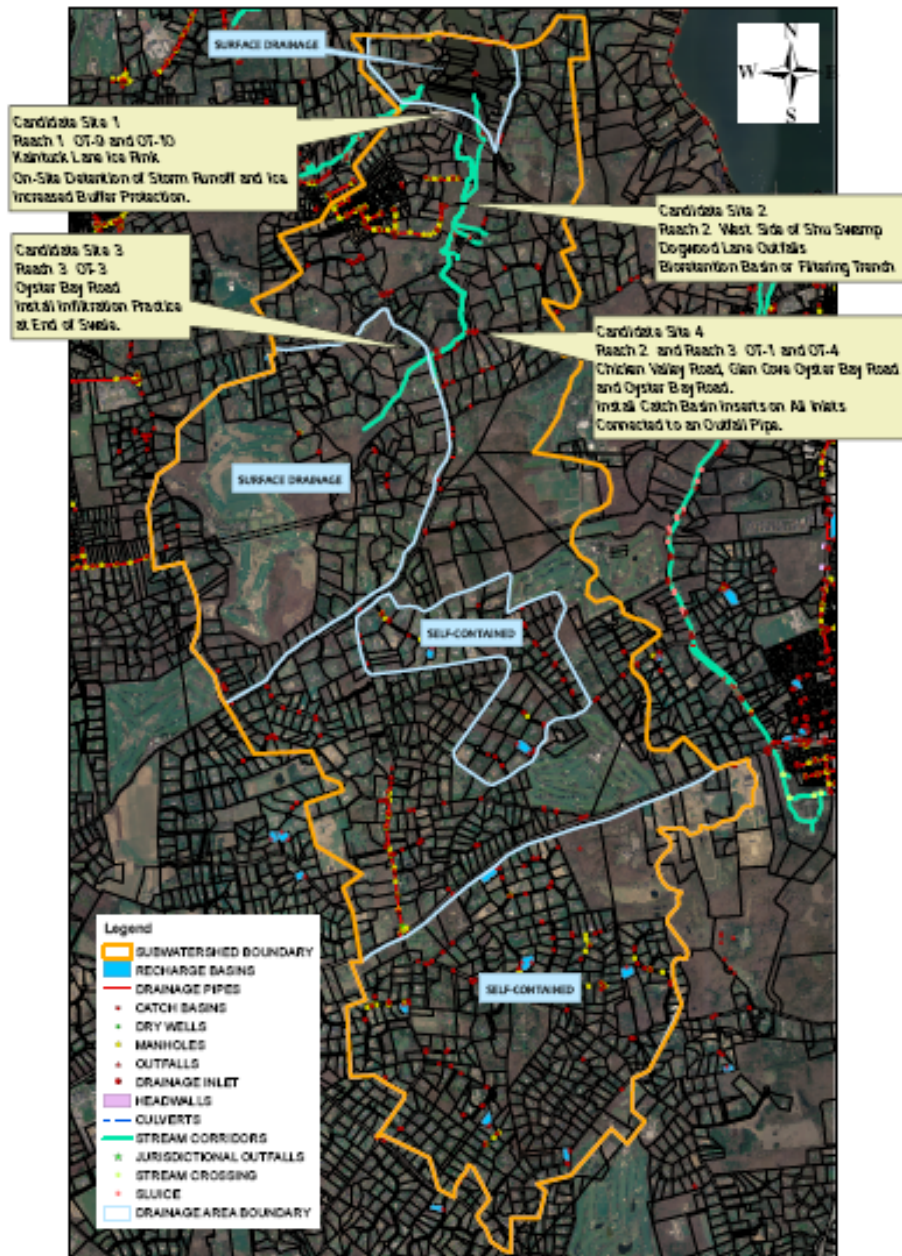 SURFACE DRAINAGE
N
W E
S
Candidate Site 1
Reach 1 OT-9 and OT-10
Kaintuck Lane Ice Rink
On-Site Detention of Storm Runoff and Ice
Increased Buffer Protection.
Candidate Site 2
Reach 2 West Side of Shu Swamp
Dogwood Lane Outfalls
Bioretention Basin or Filtering Trench
Candidate Site 3
Reach 3 OT-3
Oyster Bay Road
Install Infiltration Practice
at End of Swale.
Candidate Site 4
Reach 2 and Reach 3 OT-1 and OT-4
Chicken Valley Road, Glen Cove Oyster Bay Road
and Oyster Bay Road.
Install Catch Basin Inserts on All Inlets
Connected to an Outfall Pipe.
SURFACE DRAINAGE
SELF-CONTAINED
SELF-CONTAINED
Legend
SUBWATERSHED BOUNDARY
RECHARGE BASINS
DRAINAGE PIPES
CATCH BASINS
DRY WELLS
MANHOLES
OUTFALLS
DRAINAGE INLET
HEADWALLS
CULVERTS
STREAM CORRIDORS
JURISDICTIONAL OUTFALLS
STREAM CROSSING
SLUICE
DRAINAGE AREA BOUNDARY